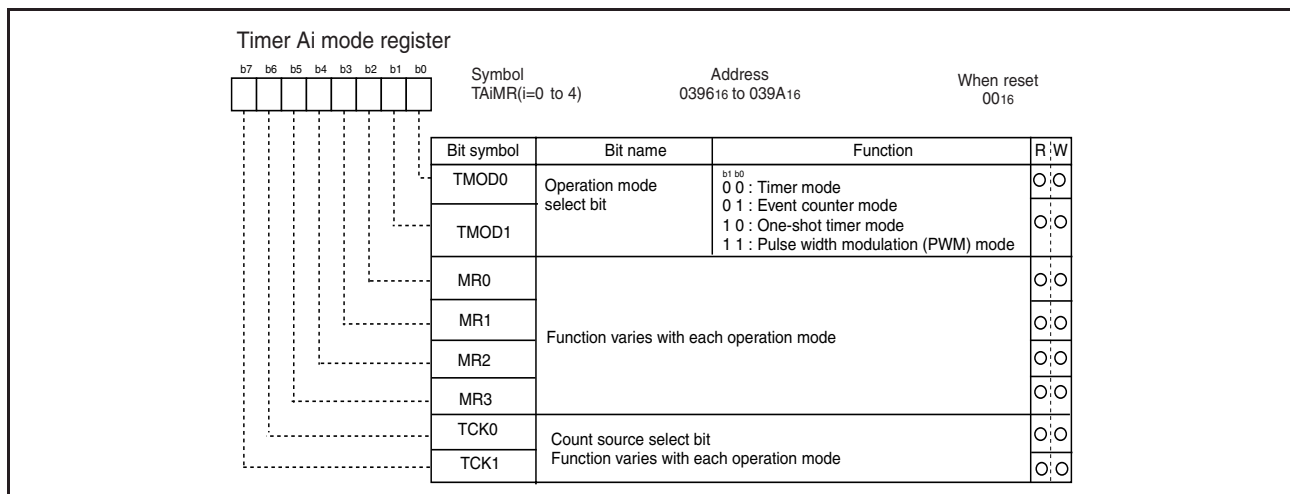 Timer Ai mode register
b7 b6 b5 b4 b3 b2 b1 b0
Symbol Address When reset
TAiMR(i=0 to 4) 039616 to 039A16 0016
Bit symbol Bit name Function R W
TMOD0 Operation mode select bit b1 b0
0 0 : Timer mode
0 1 : Event counter mode
TMOD1 1 0 : One-shot timer mode
1 1 : Pulse width modulation (PWM) mode
MR0
MR1
Function varies with each operation mode
MR2
MR3
TCK0 Count source select bit
Function varies with each operation mode
TCK1